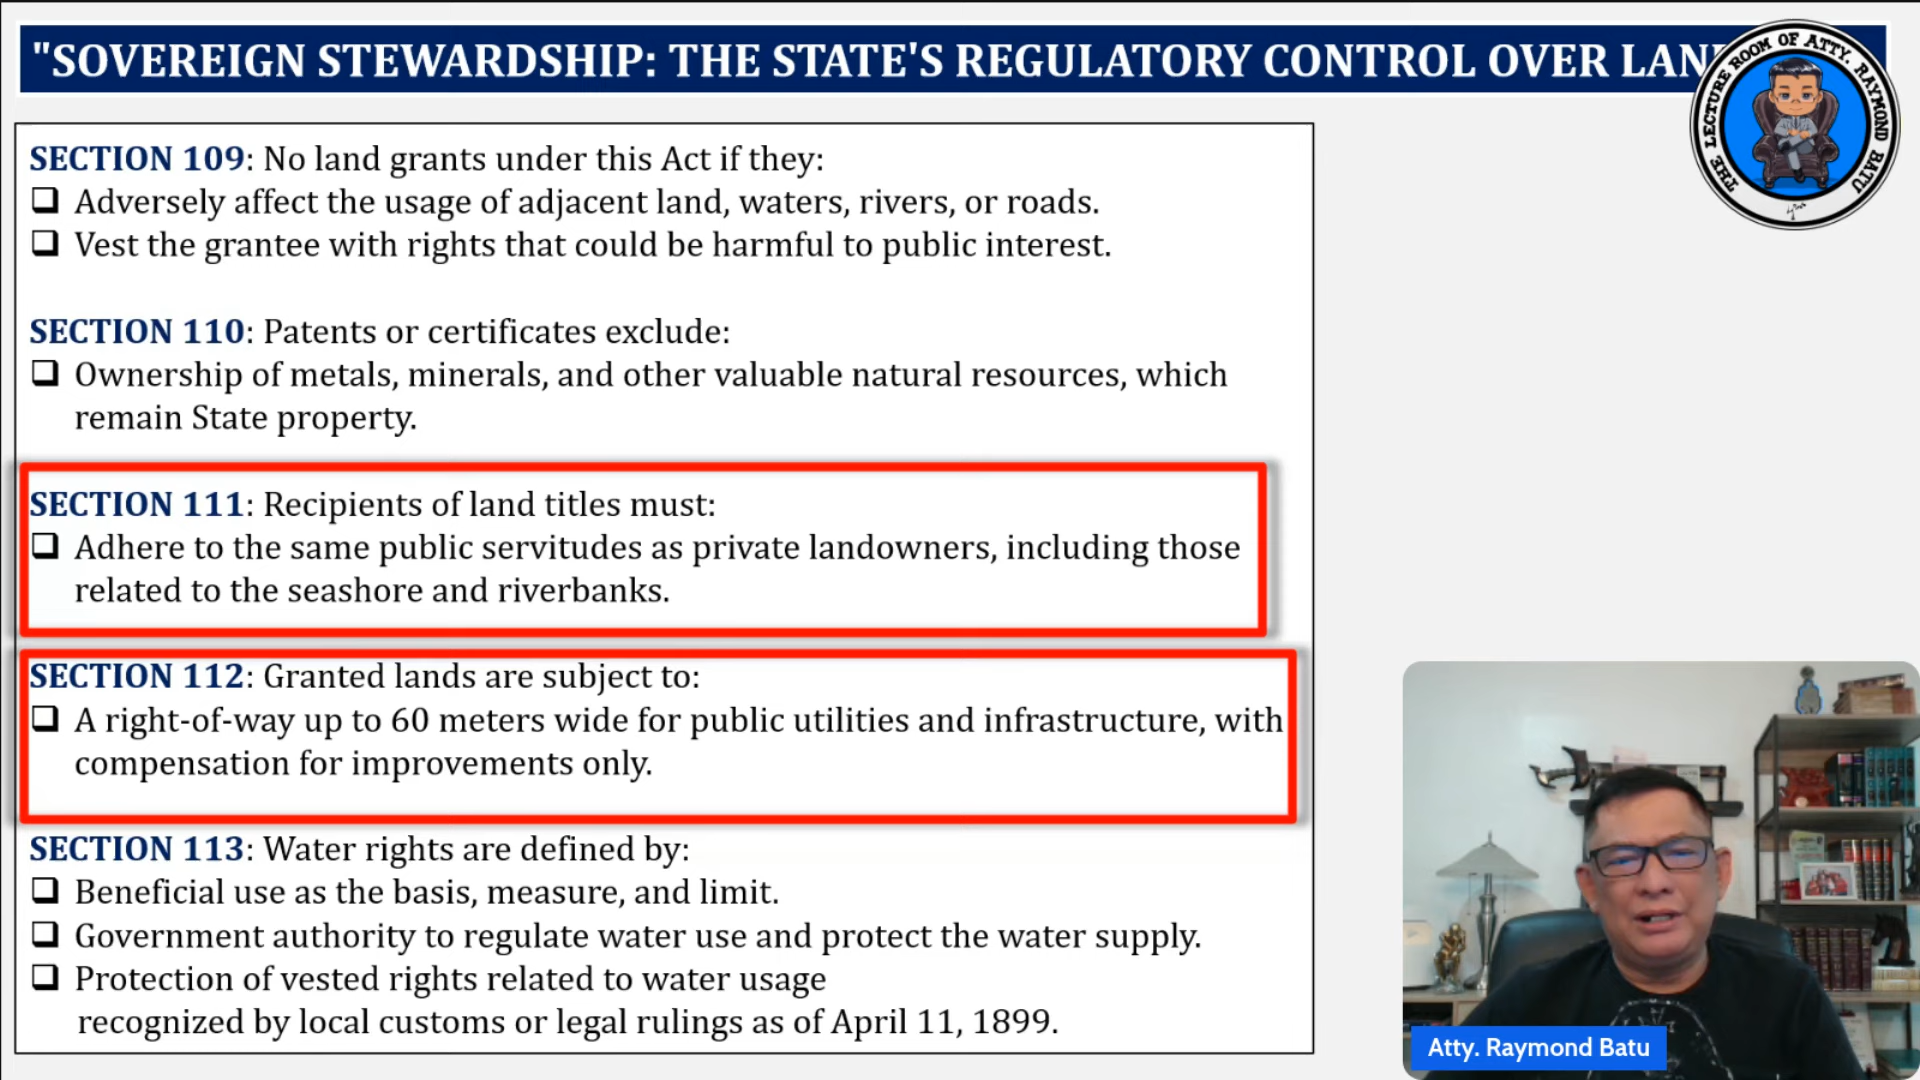 "SOVEREIGN STEWARDSHIP: THE STATE'S REGULATORY CONTROL OVER LAN
THE LECTURE ROOM OF ATTY. RAYMOND BATU
SECTION 109: No land grants under this Act if they:
❑ Adversely affect the usage of adjacent land, waters, rivers, or roads.
❑ Vest the grantee with rights that could be harmful to public interest.
SECTION 110: Patents or certificates exclude:
❑ Ownership of metals, minerals, and other valuable natural resources, which
remain State property.
SECTION 111: Recipients of land titles must:
❑ Adhere to the same public servitudes as private landowners, including those
related to the seashore and riverbanks.
SECTION 112: Granted lands are subject to:
❑ A right-of-way up to 60 meters wide for public utilities and infrastructure, with
compensation for improvements only.
SECTION 113: Water rights are defined by:
❑ Beneficial use as the basis, measure, and limit.
❑ Government authority to regulate water use and protect the water supply.
❑ Protection of vested rights related to water usage
recognized by local customs or legal rulings as of April 11, 1899.
Atty. Raymond Batu